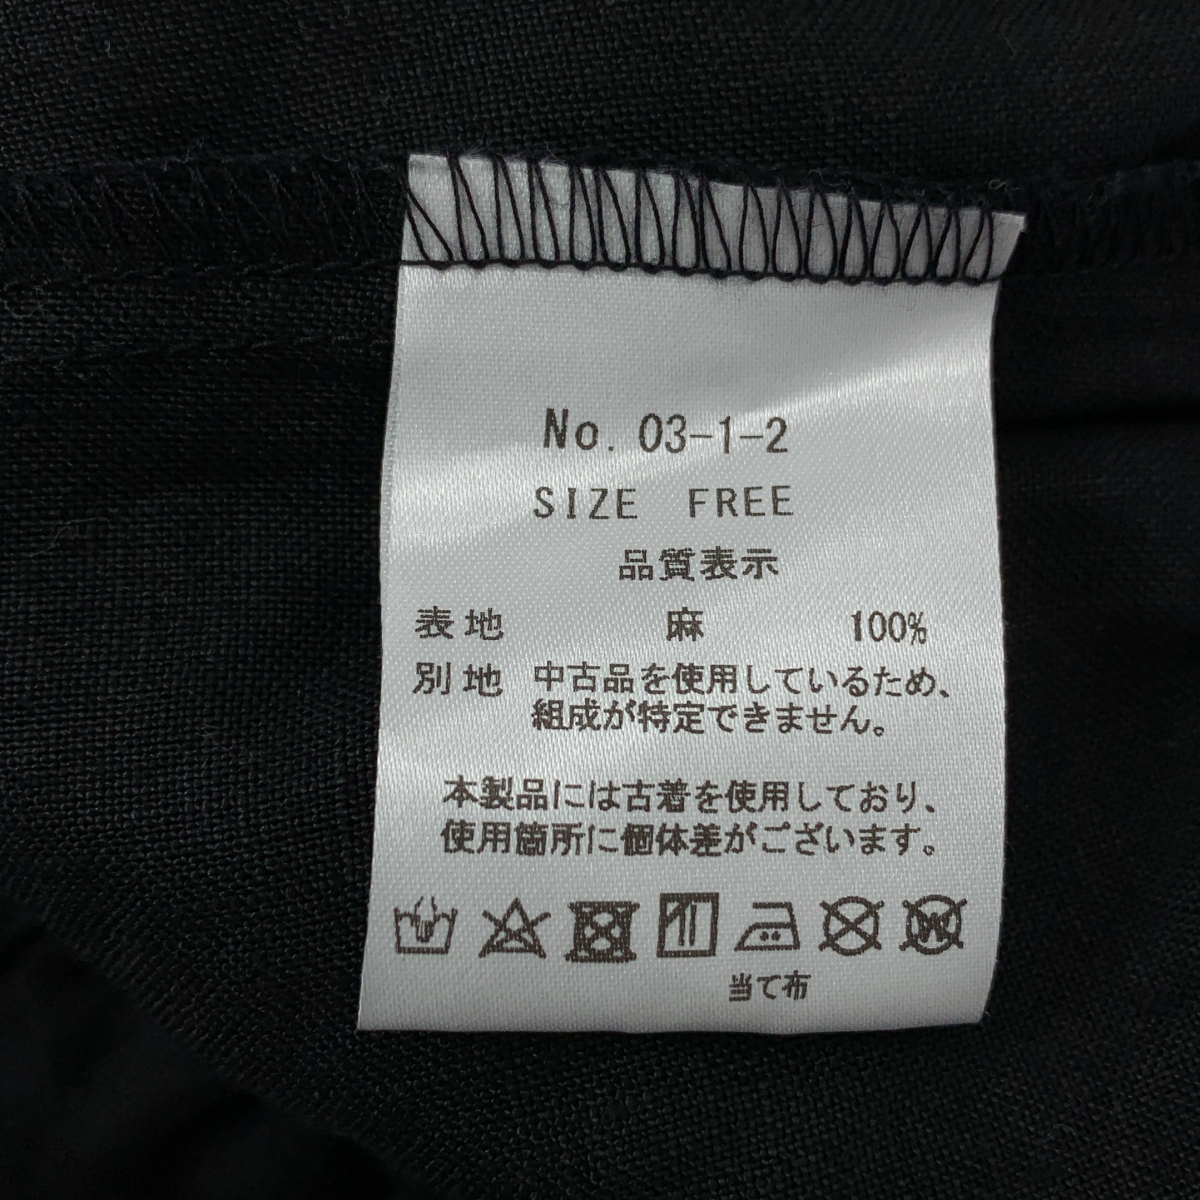 No. 03-1-2
SIZE FREE
品質表示
表地 麻 100%
別地 中古品を使用しているため、
組成が特定できません。
本製品には古着を使用しており、
使用箇所に個体差がございます。
W
当て布